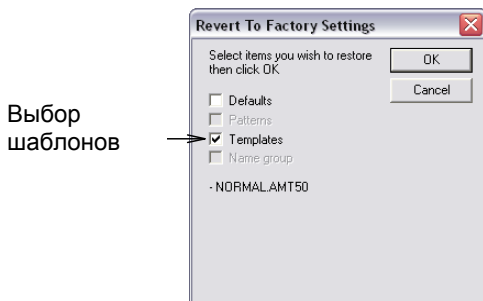 Revert To Factory Settings
Select items you wish to restore
then click OK
OK
Cancel
Defaults
Patterns
Выбор
шаблонов
Templates
Name group
- NORMAL.AMT50